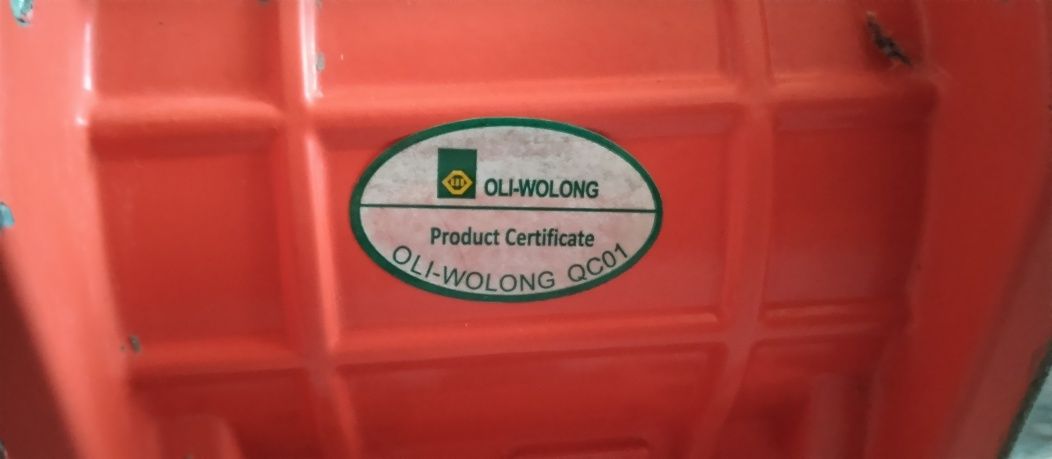 OLI-WOLONG
Product Certificate
OLI-WOLONG QC01